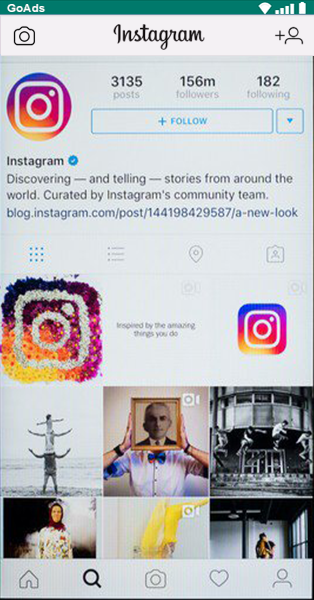 GoAds
Instagram
3135 156m 182
posts followers following
+ FOLLOW
Instagram
Discovering — and telling — stories from around the
world. Curated by Instagram's community team.
blog.instagram.com/post/144198429587/a-new-look
Inspired by the amazing
things you do